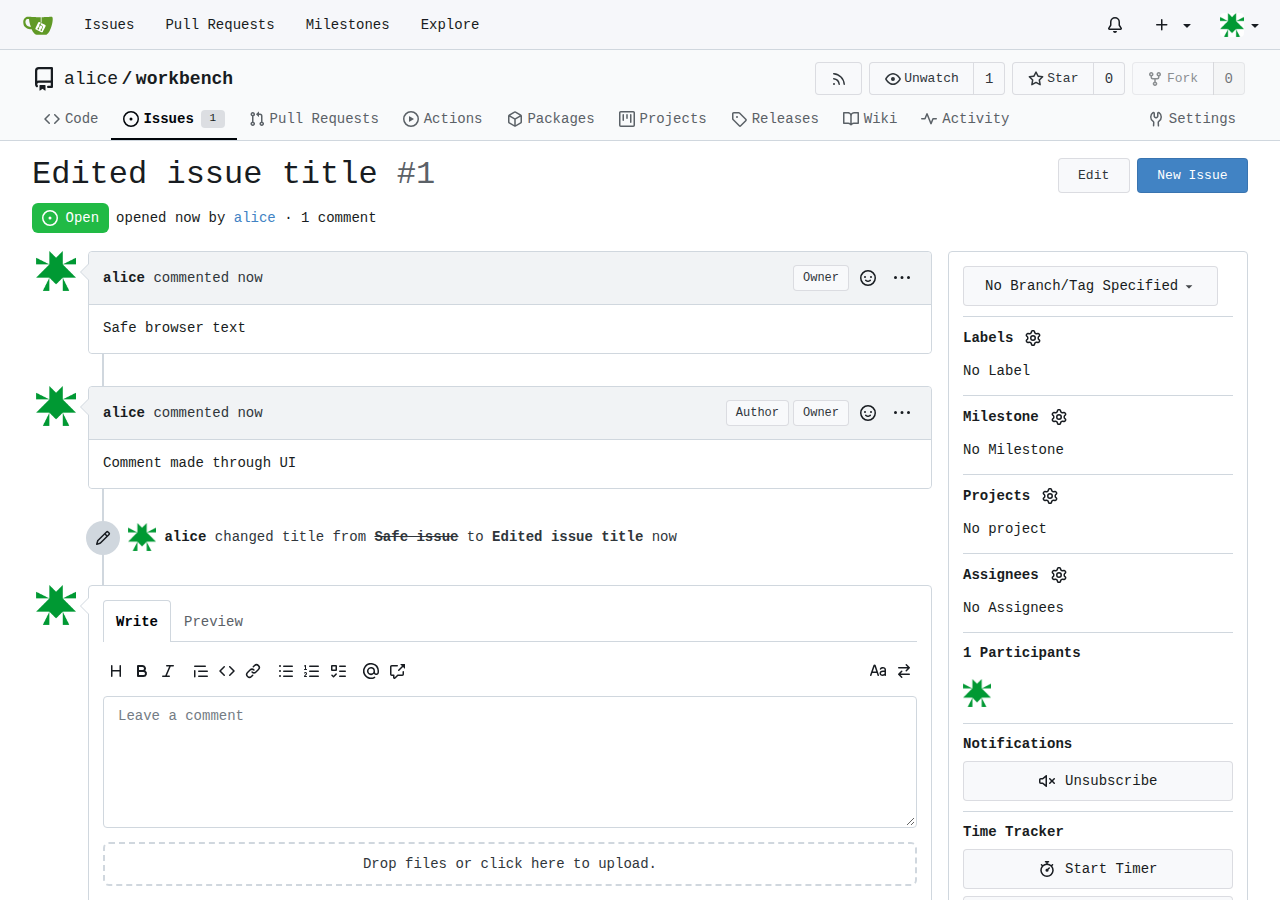 Issues Pull Requests Milestones Explore
alice/workbench
Unwatch 1 Star 0 Fork 0
Code Issues 1 Pull Requests Actions Packages Projects Releases Wiki Activity Settings
Edited issue title #1
Edit New Issue
Open opened now by alice · 1 comment
alice commented now Owner
Safe browser text
alice commented now Author Owner
Comment made through UI
alice changed title from Safe issue to Edited issue title now
Write Preview
Leave a comment
Drop files or click here to upload.
No Branch/Tag Specified
Labels
No Label
Milestone
No Milestone
Projects
No project
Assignees
No Assignees
1 Participants
Notifications
Unsubscribe
Time Tracker
Start Timer